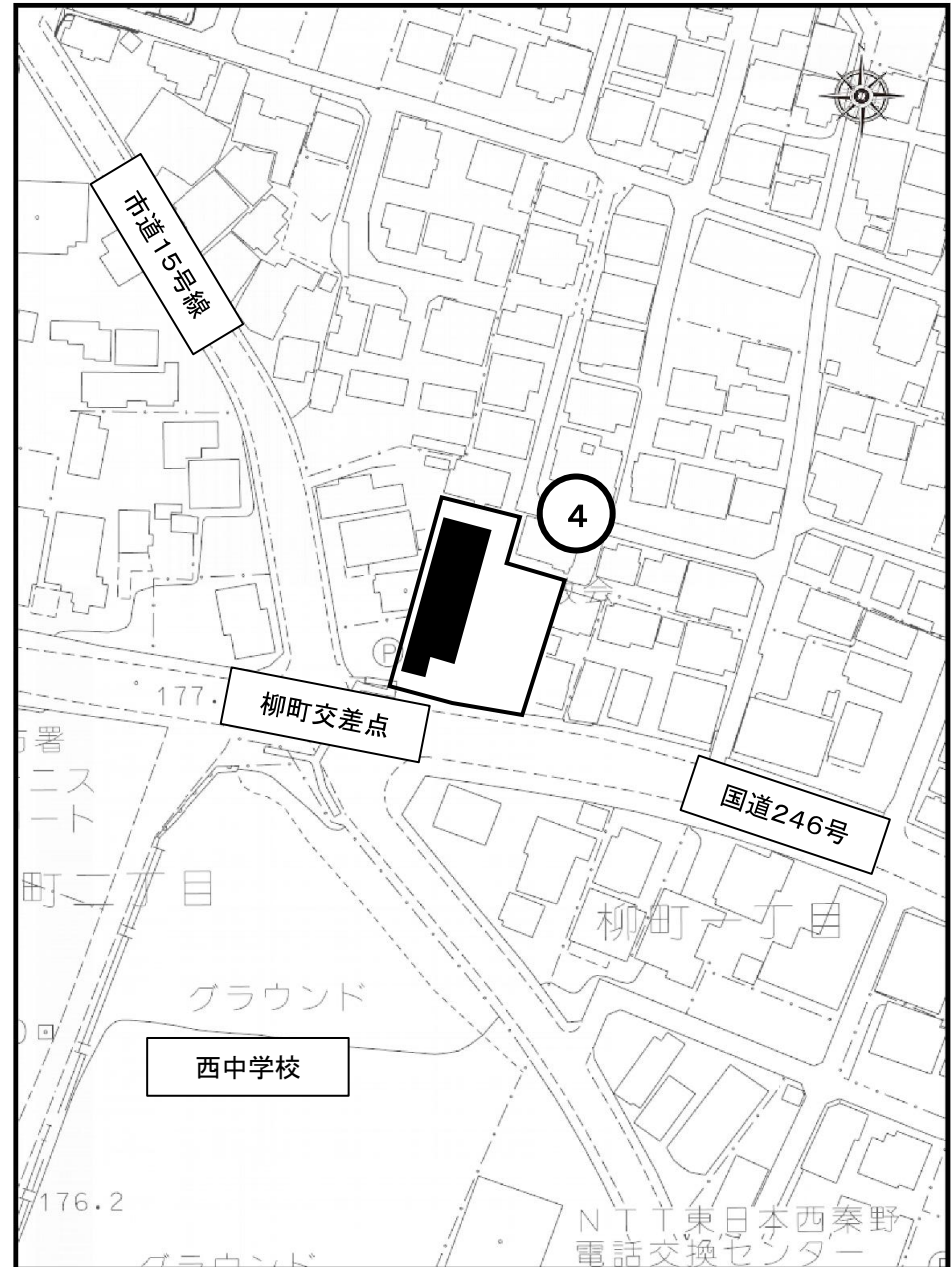 N
市道15号線
4
会
P
177.
柳町交差点
署
ニス
ート
国道246号
町二丁目
柳町一丁目
グラウンド
西中学校
176.2
NTT東日本西秦野
電話交換センター
グラウンド